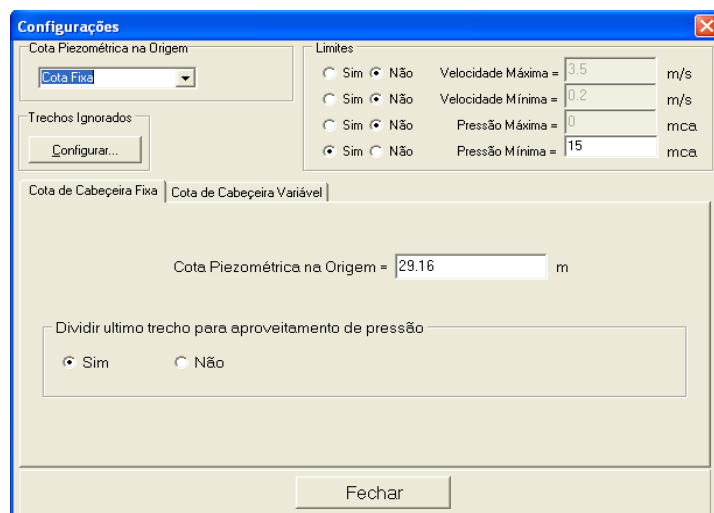 Configurações
Cota Piezométrica na Origem
Cota Fixa
Trechos Ignorados
Configurar...
Limites
Sim Não Velocidade Máxima = 3.5 m/s
Sim Não Velocidade Mínima = 0.2 m/s
Sim Não Pressão Máxima = 0 mca
Sim Não Pressão Mínima = 15 mca
Cota de Cabeçeira Fixa Cota de Cabeçeira Variável
Cota Piezométrica na Origem = 29.16 m
Dividir ultimo trecho para aproveitamento de pressão
Sim Não
Fechar